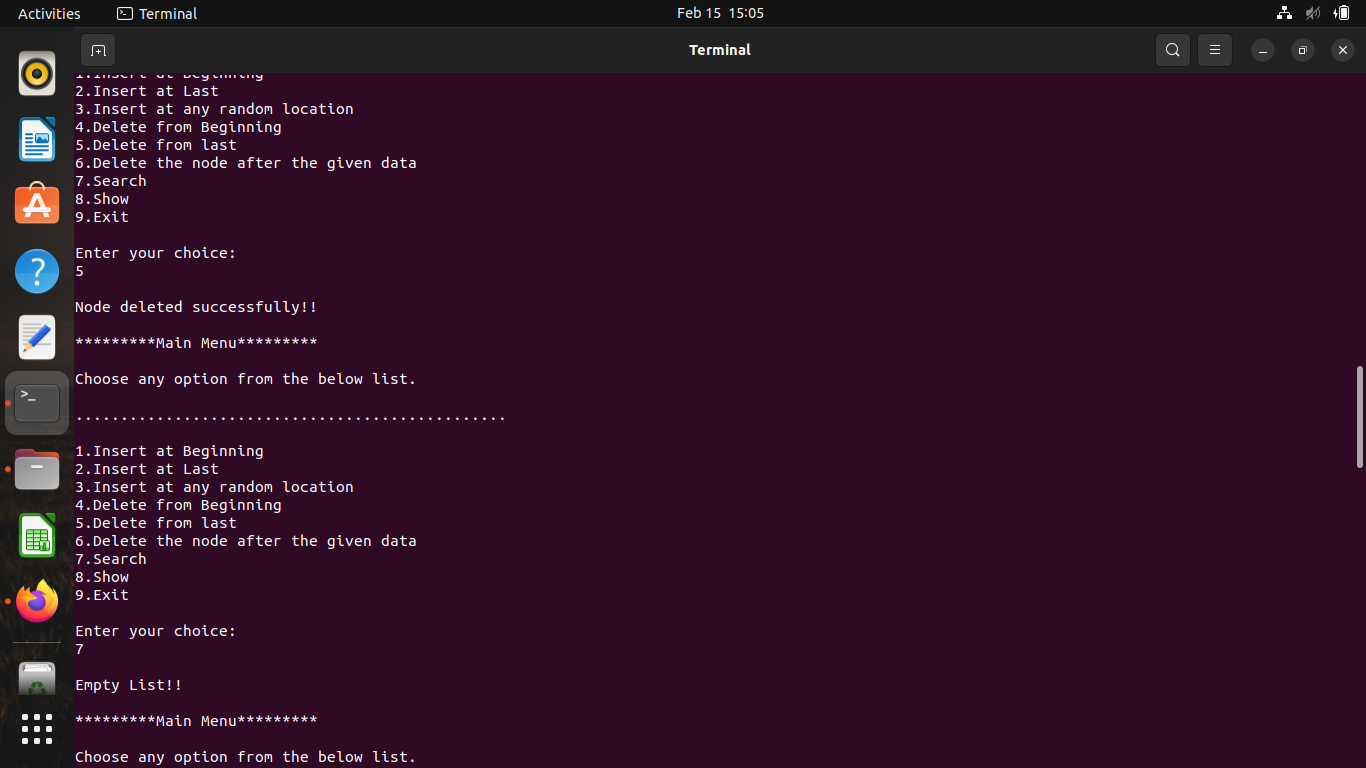 Activities
Terminal
Feb 15 15:05
Terminal
1.Insert at Beginning
2.Insert at Last
3.Insert at any random location
4.Delete from Beginning
5.Delete from last
6.Delete the node after the given data
7.Search
8.Show
9.Exit
Enter your choice:
5
Node deleted successfully!!
*********Main Menu*********
Choose any option from the below list.
................................................
1.Insert at Beginning
2.Insert at Last
3.Insert at any random location
4.Delete from Beginning
5.Delete from last
6.Delete the node after the given data
7.Search
8.Show
9.Exit
Enter your choice:
7
Empty List!!
*********Main Menu*********
Choose any option from the below list.